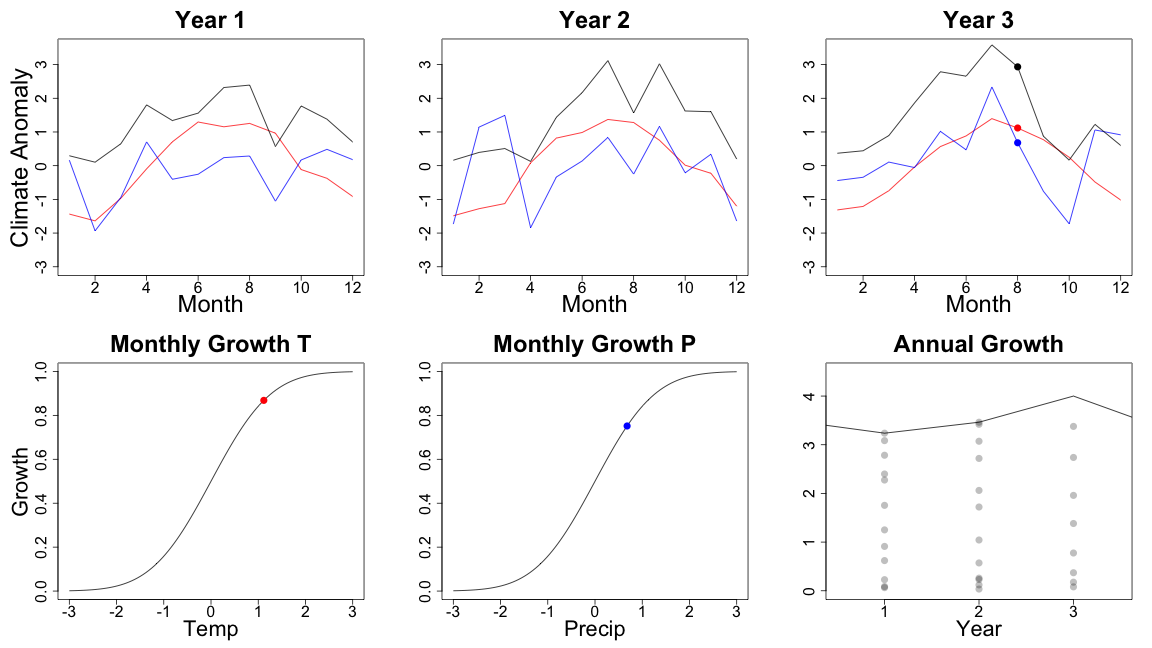 Year 1
Year 2
Year 3
Climate Anomaly
-3 -2 -1 0 1 2 3
2 4 6 8 10 12
Month
-3 -2 -1 0 1 2 3
2 4 6 8 10 12
Month
-3 -2 -1 0 1 2 3
2 4 6 8 10 12
Month
Monthly Growth T
Monthly Growth P
Annual Growth
Growth
0.0 0.2 0.4 0.6 0.8 1.0
-3 -2 -1 0 1 2 3
Temp
0.0 0.2 0.4 0.6 0.8 1.0
-3 -2 -1 0 1 2 3
Precip
0 1 2 3 4
1 2 3
Year